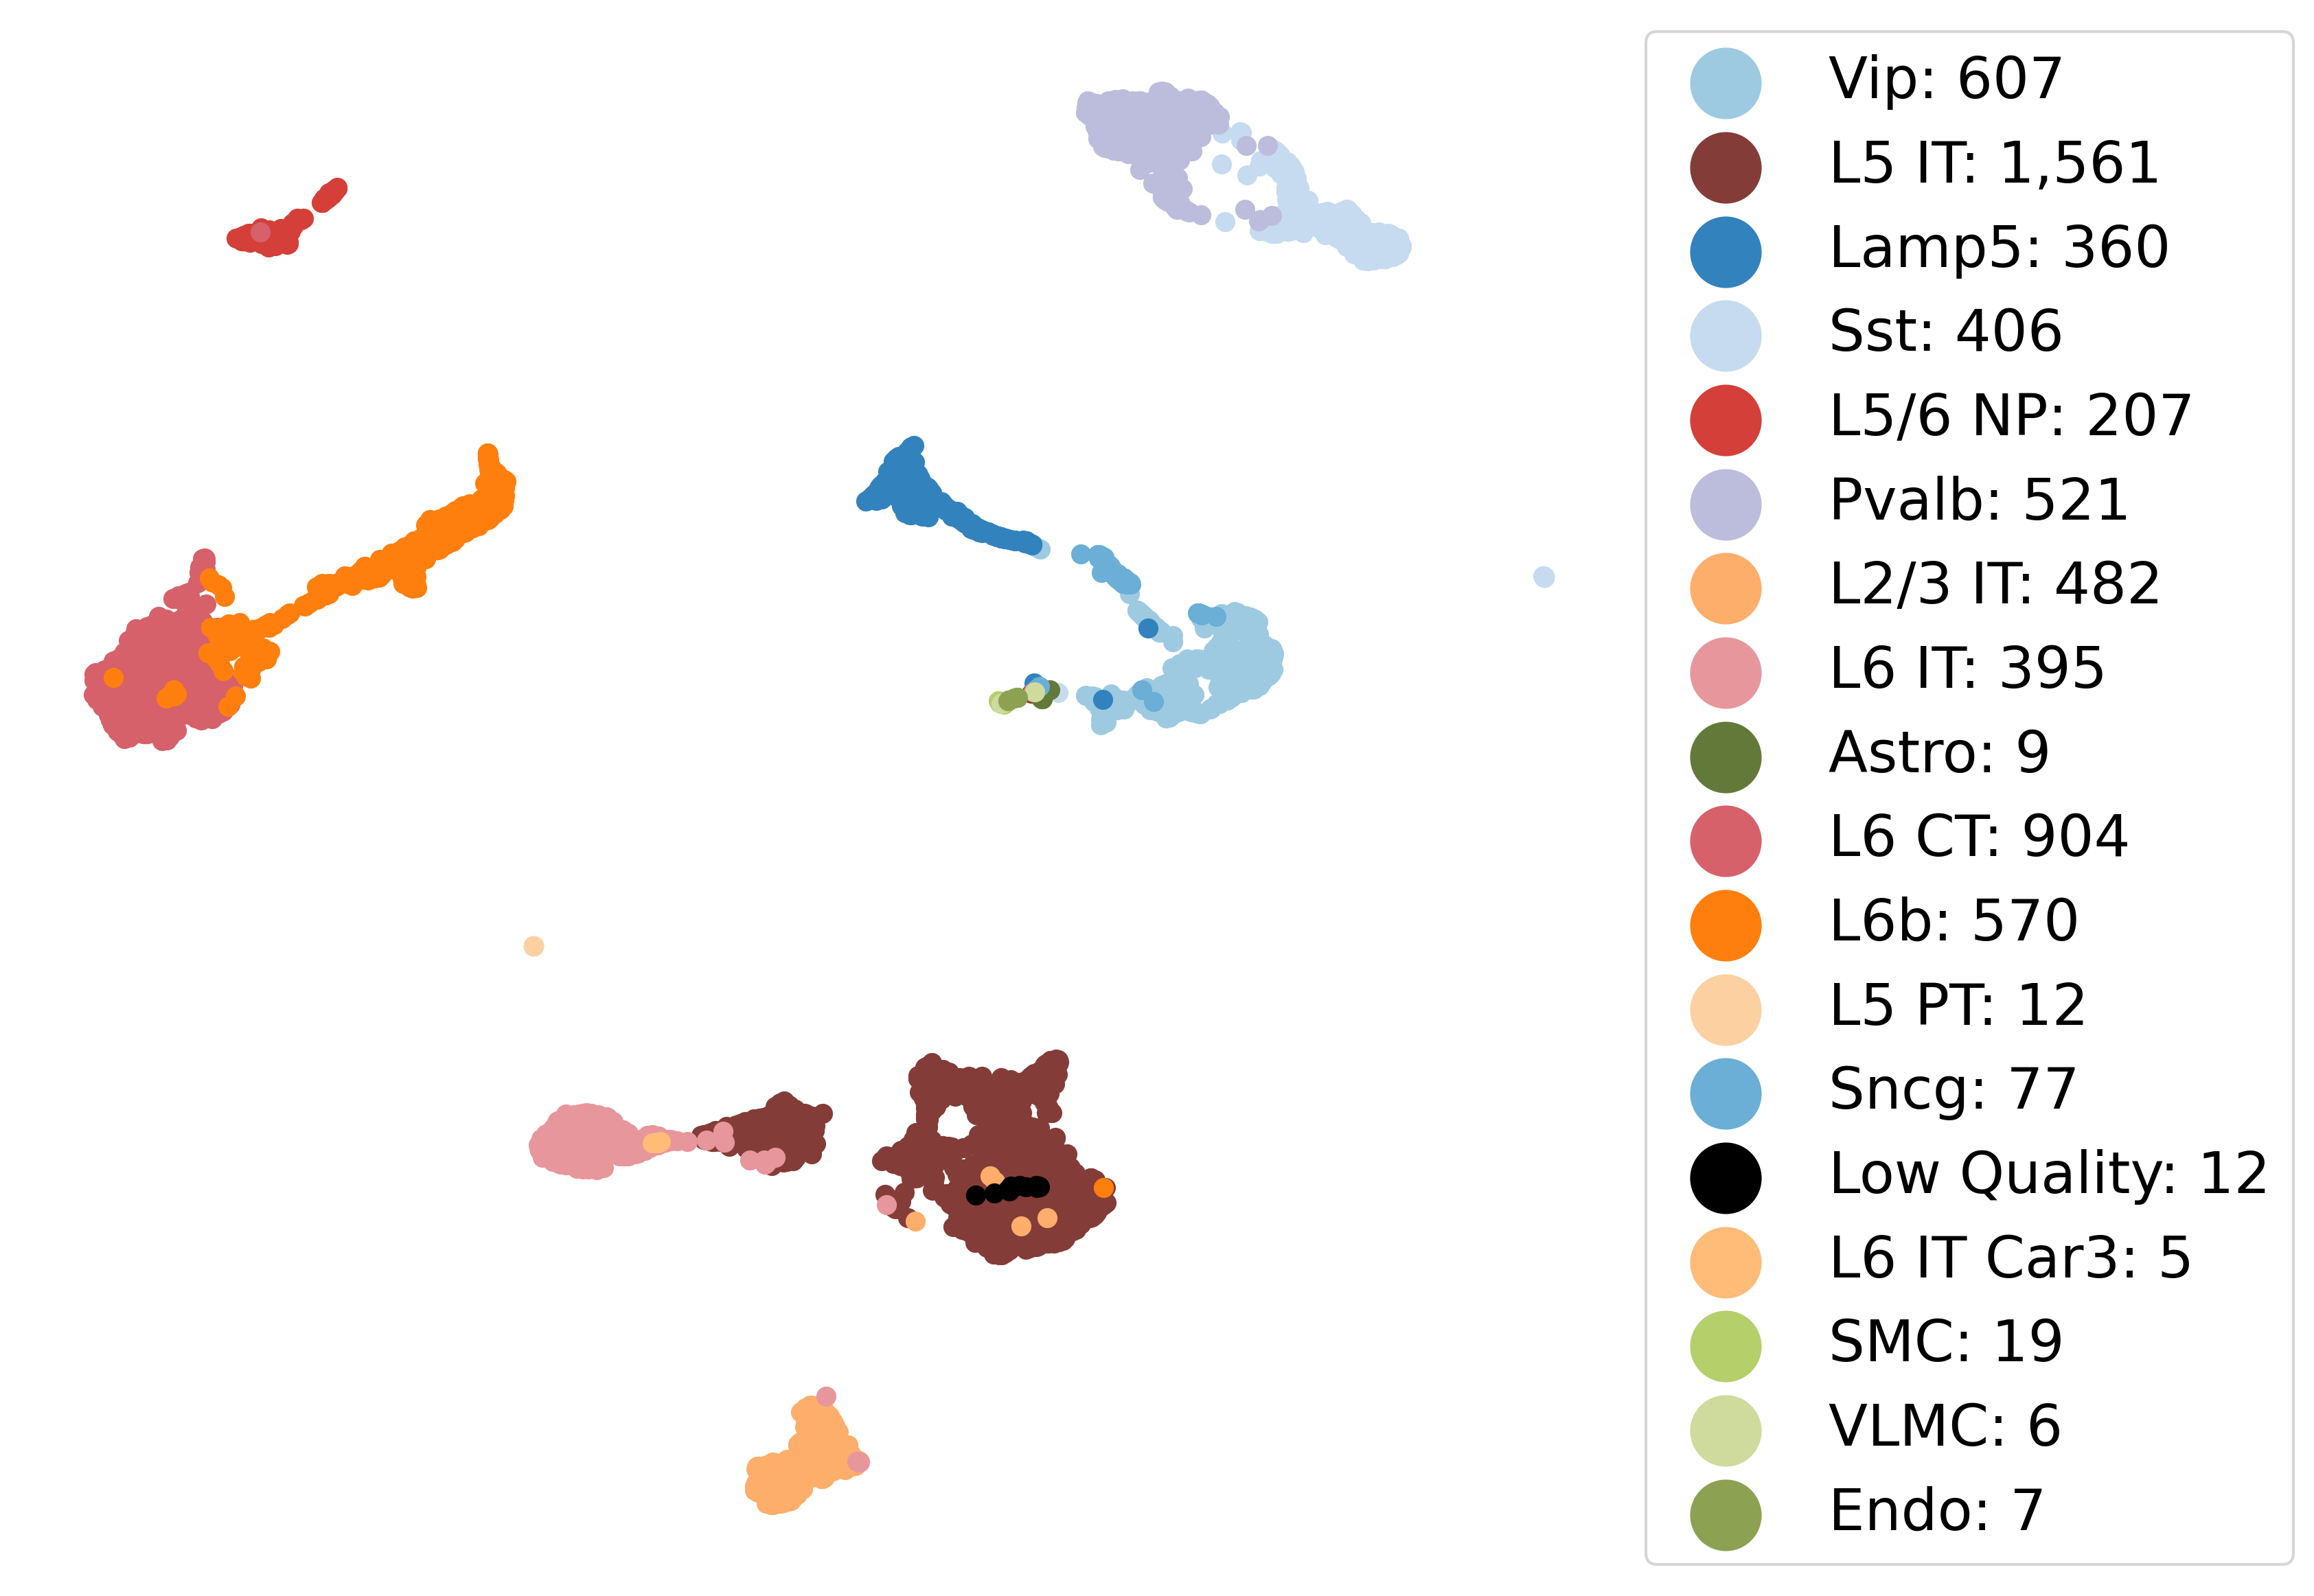 Vip: 607
L5 IT: 1,561
Lamp5: 360
Sst: 406
L5/6 NP: 207
Pvalb: 521
L2/3 IT: 482
L6 IT: 395
Astro: 9
L6 CT: 904
L6b: 570
L5 PT: 12
Sncg: 77
Low Quality: 12
L6 IT Car3: 5
SMC: 19
VLMC: 6
Endo: 7